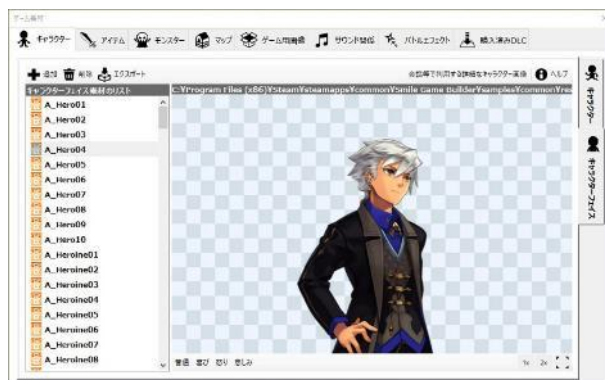 ゲーム素材
キャラクター アイテム モンスター マップ ゲーム用画像 サウンド関係 バトルエフェクト 購入済みDLC
追加 削除 エクスポート 会話等で利用する詳細なキャラクター画像 ヘルプ
キャラクターフェイス素材のリスト C:¥Program Files (x86)¥Steam¥steamapps¥common¥Smile Game Builder¥samples¥common¥res
A_Hero01
A_Hero02
A_Hero03
A_Hero04
A_Hero05
A_Hero06
A_Hero07
A_Hero08
A_Hero09
A_Hero10
A_Heroine01
A_Heroine02
A_Heroine03
A_Heroine04
A_Heroine05
A_Heroine06
A_Heroine07
A_Heroine08
普通 喜び 怒り 悲しみ 1x 2x
キャラクター
キャラクターフェイス